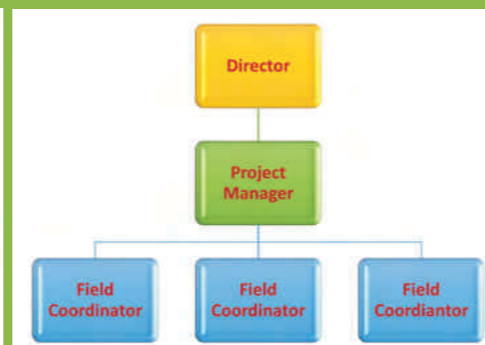 Director
Project
Manager
Field
Coordinator
Field
Coordinator
Field
Coordiantor